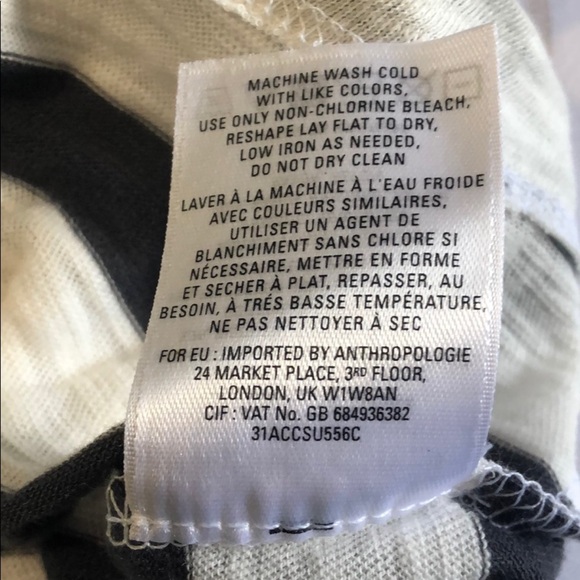 MACHINE WASH COLD
WITH LIKE COLORS,
USE ONLY NON-CHLORINE BLEACH,
RESHAPE LAY FLAT TO DRY,
LOW IRON AS NEEDED,
DO NOT DRY CLEAN
LAVER À LA MACHINE À L'EAU FROIDE
AVEC COULEURS SIMILAIRES,
UTILISER UN AGENT DE
BLANCHIMENT SANS CHLORE SI
NÉCESSAIRE, METTRE EN FORME
ET SECHER À PLAT, REPASSER, AU
BESOIN, À TRÉS BASSE TEMPÉRATURE,
NE PAS NETTOYER À SEC
FOR EU : IMPORTED BY ANTHROPOLOGIE
24 MARKET PLACE, 3RD FLOOR,
LONDON, UK W1W8AN
CIF : VAT No. GB 684936382
31ACCSU556C